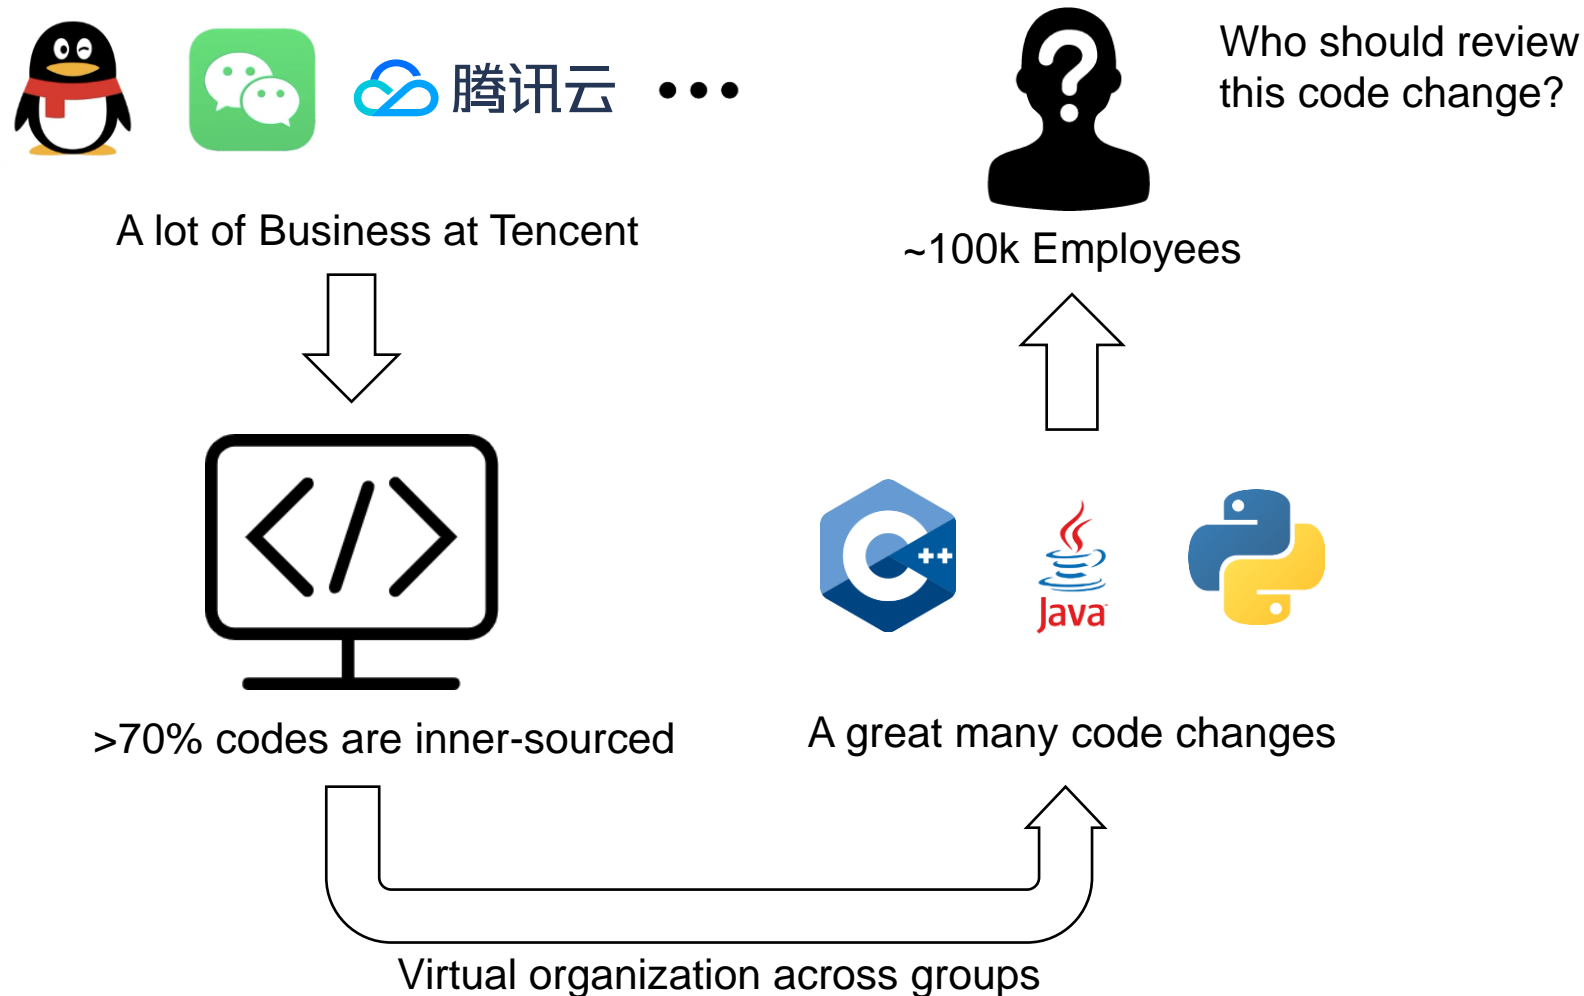 腾讯云
Who should review
this code change?
A lot of Business at Tencent
~100k Employees
C++
Java
>70% codes are inner-sourced
A great many code changes
Virtual organization across groups